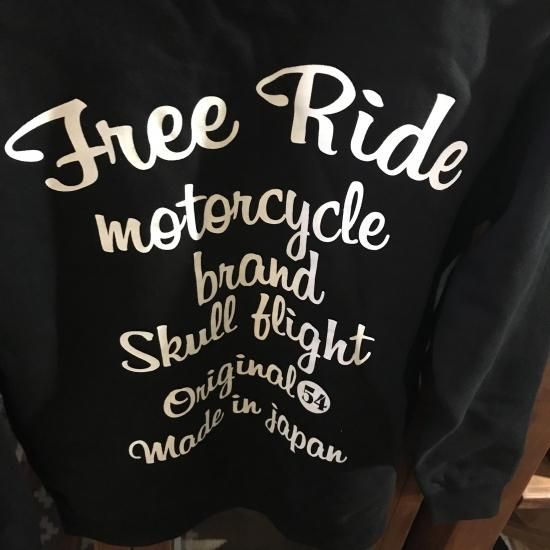 Free Ride
motorcycle
brand
Skull flight
Original 54
Made in japan